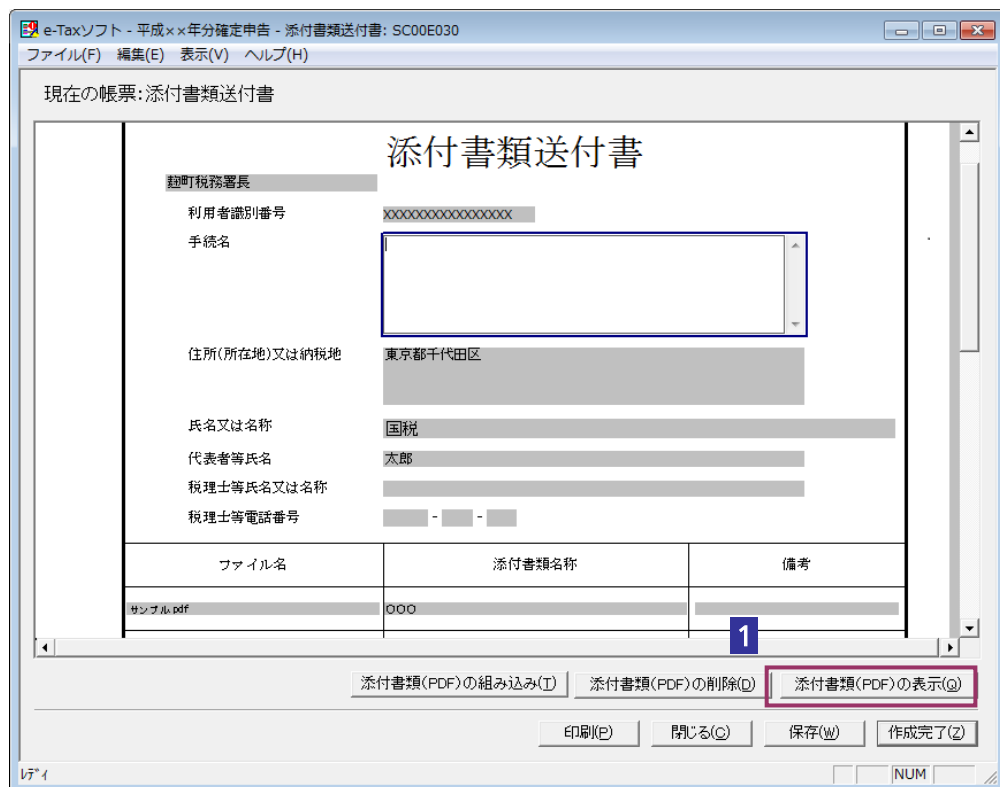 e-Taxソフト - 平成××年分確定申告 - 添付書類送付書: SC00E030
ファイル(F) 編集(E) 表示(V) ヘルプ(H)
現在の帳票:添付書類送付書
添付書類送付書
麹町税務署長
利用者識別番号 XXXXXXXXXXXXXXXX
手続名
住所(所在地)又は納税地 東京都千代田区
氏名又は名称 国税
代表者等氏名 太郎
税理士等氏名又は名称
税理士等電話番号 - -
ファイル名 添付書類名称 備考
サンプル.pdf ○○○
1
添付書類(PDF)の組み込み(T) 添付書類(PDF)の削除(D) 添付書類(PDF)の表示(Q)
印刷(P) 閉じる(C) 保存(W) 作成完了(Z)
レディ NUM